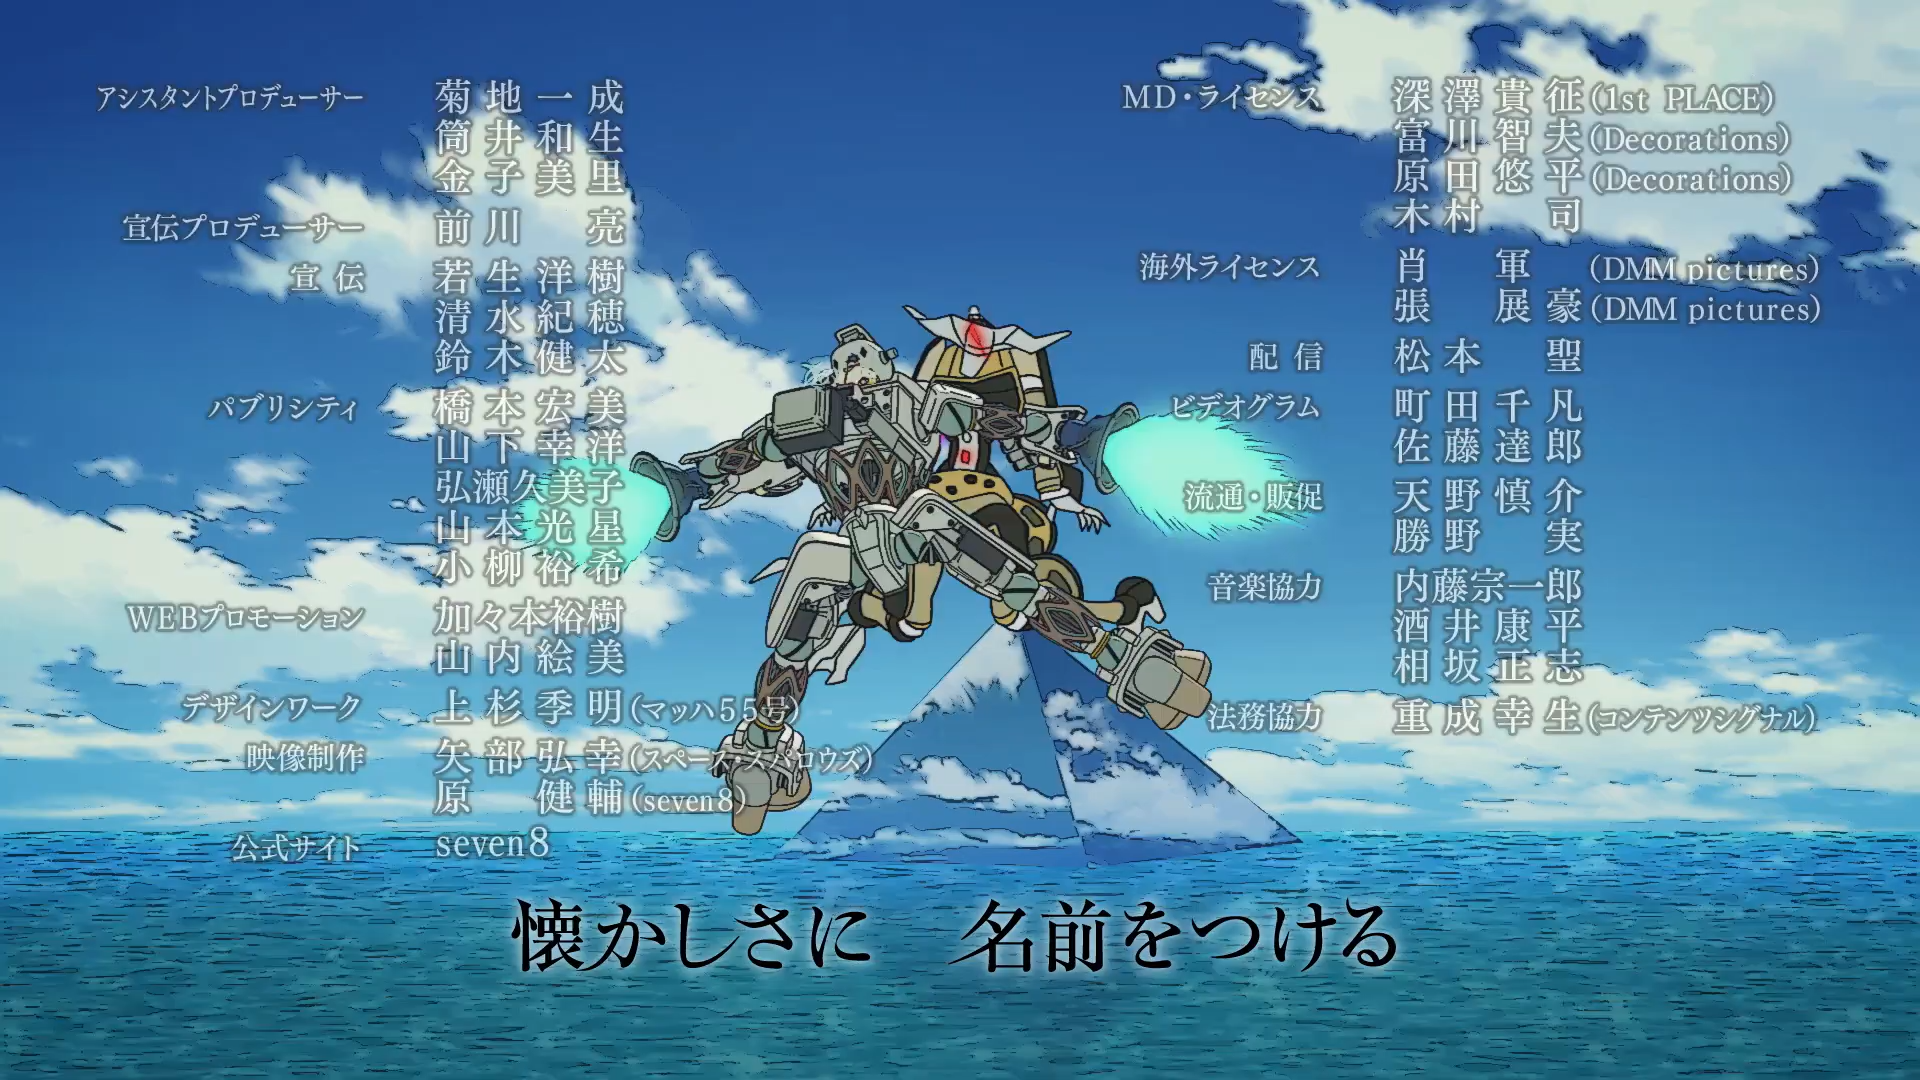 アシスタントプロデューサー 菊地一成
筒井和生
金子美里
宣伝プロデューサー 前川 亮
宣伝 若生洋樹
清水紀穂
鈴木健太
パブリシティ 橋本宏美
山下幸洋
弘瀬久美子
山本光星
小柳裕希
WEBプロモーション 加々本裕樹
山内絵美
デザインワーク 上杉季明(マッハ55号)
映像制作 矢部弘幸(スペース・スパロウズ)
原 健輔(seven8)
公式サイト seven8
MD・ライセンス 深澤貴征(1st PLACE)
富川智夫(Decorations)
原田悠平(Decorations)
木村 司
海外ライセンス 肖 軍 (DMM pictures)
張 展豪(DMM pictures)
配信 松本 聖
ビデオグラム 町田千凡
佐藤達郎
流通・販促 天野慎介
勝野 実
音楽協力 内藤宗一郎
酒井康平
相坂正志
法務協力 重成幸生(コンテンツシグナル)
懐かしさに 名前をつける